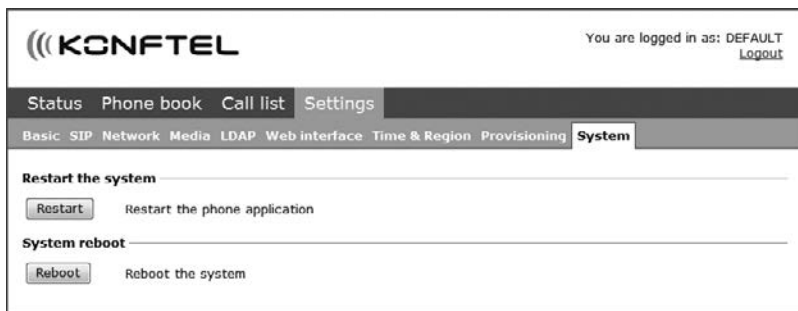 KONFTEL
You are logged in as: DEFAULT
Logout
Status Phone book Call list Settings
Basic SIP Network Media LDAP Web interface Time & Region Provisioning System
Restart the system
Restart Restart the phone application
System reboot
Reboot Reboot the system